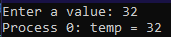 Enter a value: 32
Process 0: temp = 32